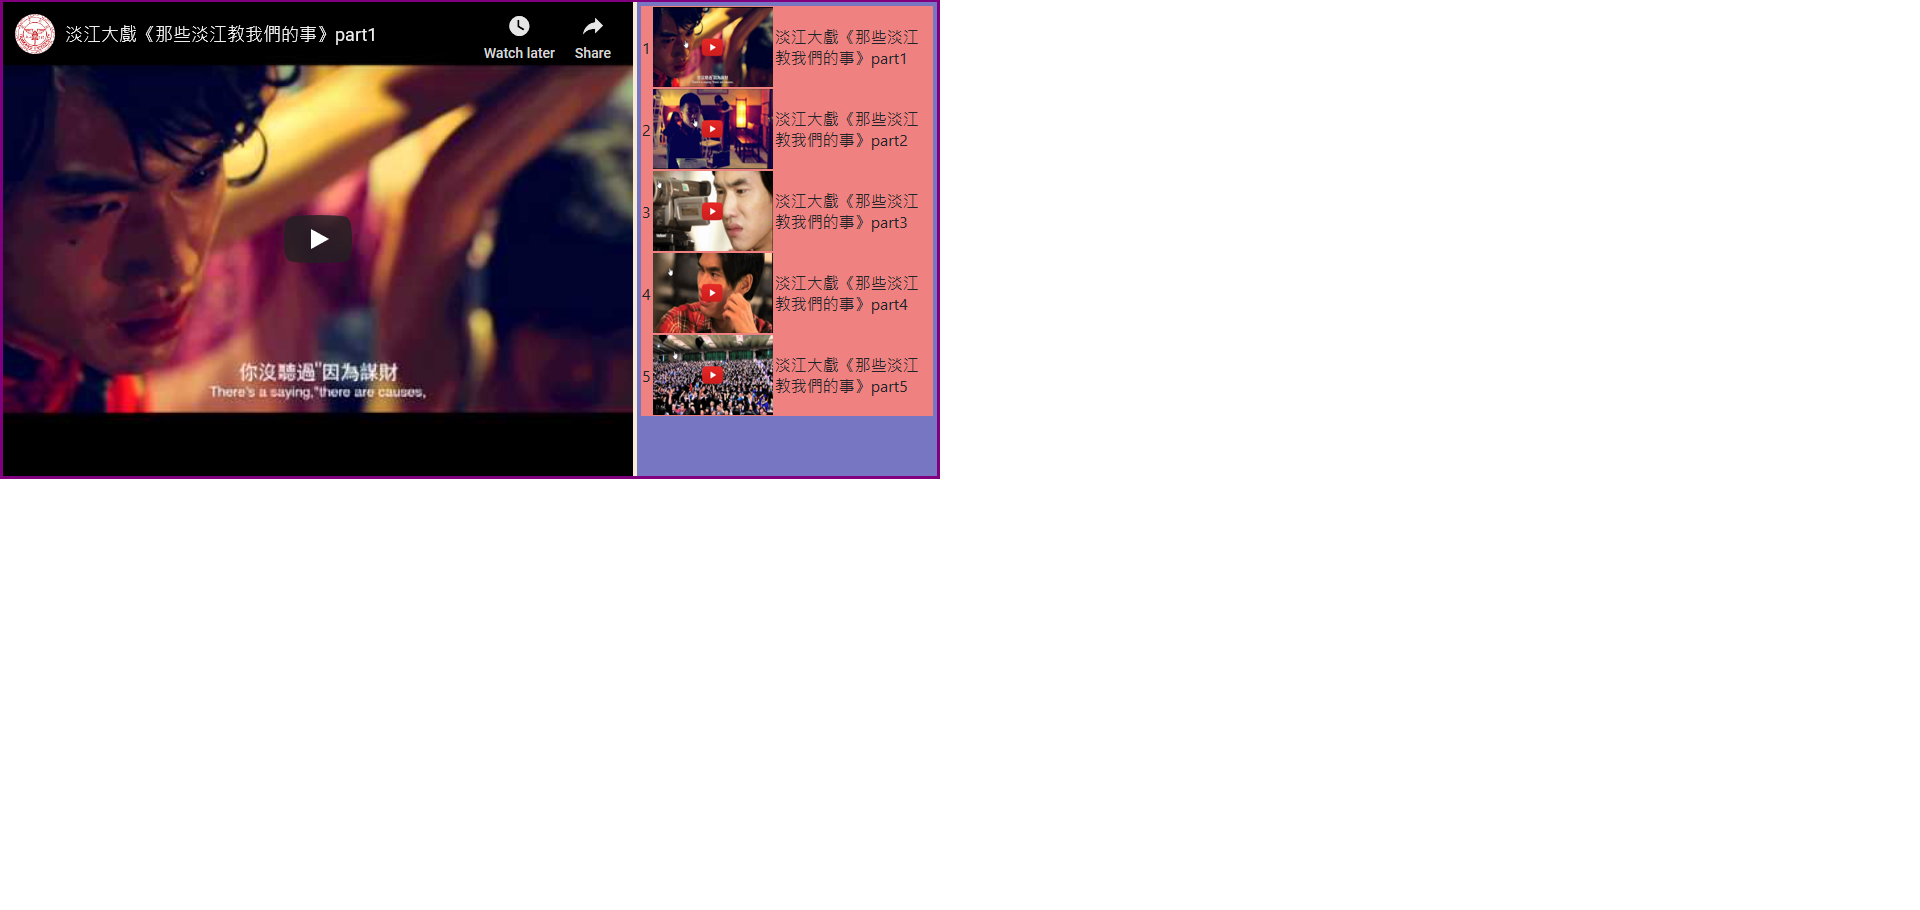 淡江大戲《那些淡江教我們的事》part1
Watch later
Share
你沒聽過"因為謀財
There's a saying,"there are causes,
1
淡江大戲《那些淡江
教我們的事》part1
2
淡江大戲《那些淡江
教我們的事》part2
3
淡江大戲《那些淡江
教我們的事》part3
4
淡江大戲《那些淡江
教我們的事》part4
5
淡江大戲《那些淡江
教我們的事》part5